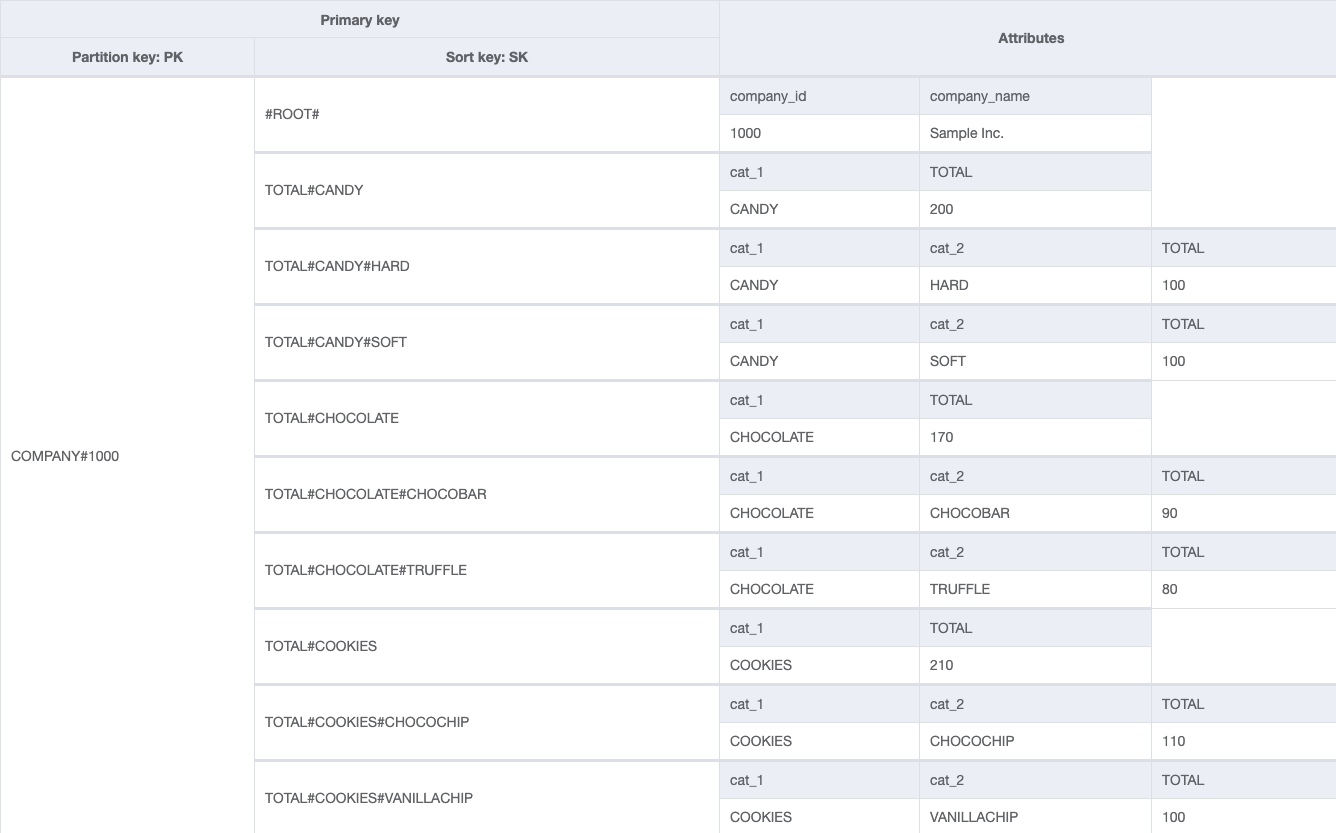 Primary key
Attributes
Partition key: PK Sort key: SK
COMPANY#1000
#ROOT#
company_id company_name
1000 Sample Inc.
TOTAL#CANDY
cat_1 TOTAL
CANDY 200
TOTAL#CANDY#HARD
cat_1 cat_2 TOTAL
CANDY HARD 100
TOTAL#CANDY#SOFT
cat_1 cat_2 TOTAL
CANDY SOFT 100
TOTAL#CHOCOLATE
cat_1 TOTAL
CHOCOLATE 170
TOTAL#CHOCOLATE#CHOCOBAR
cat_1 cat_2 TOTAL
CHOCOLATE CHOCOBAR 90
TOTAL#CHOCOLATE#TRUFFLE
cat_1 cat_2 TOTAL
CHOCOLATE TRUFFLE 80
TOTAL#COOKIES
cat_1 TOTAL
COOKIES 210
TOTAL#COOKIES#CHOCOCHIP
cat_1 cat_2 TOTAL
COOKIES CHOCOCHIP 110
TOTAL#COOKIES#VANILLACHIP
cat_1 cat_2 TOTAL
COOKIES VANILLACHIP 100